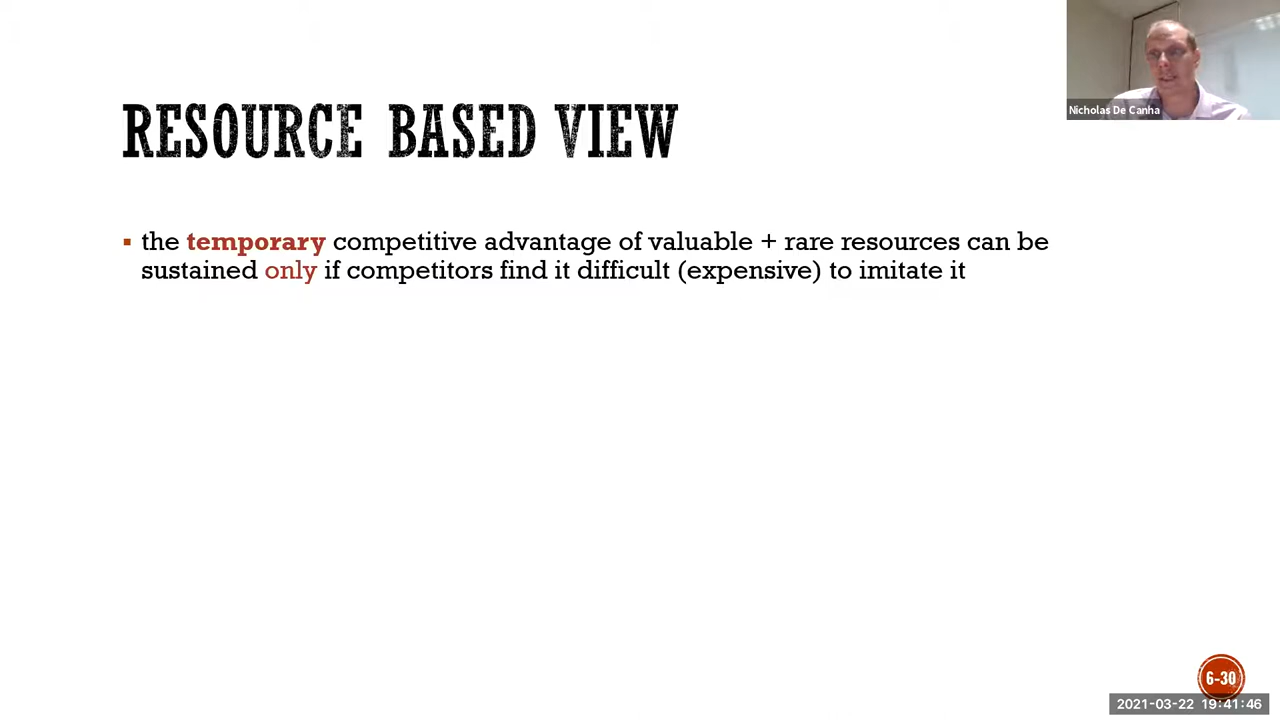 Nicholas De Canha
RESOURCE BASED VIEW
the temporary competitive advantage of valuable + rare resources can be
sustained only if competitors find it difficult (expensive) to imitate it
6-30
2021-03-22 19:41:46